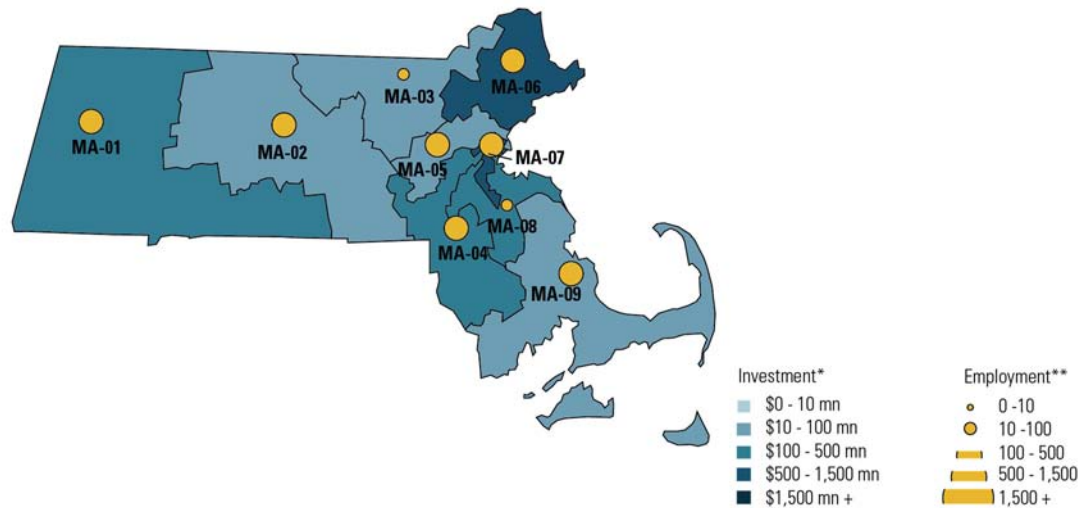 MA-06
MA-03
MA-01
MA-02
MA-07
MA-05
MA-08
MA-04
MA-09
Investment*
$0 - 10 mn
$10 - 100 mn
$100 - 500 mn
$500 - 1,500 mn
$1,500 mn +
Employment**
0 -10
10 -100
100 - 500
500 - 1,500
1,500 +